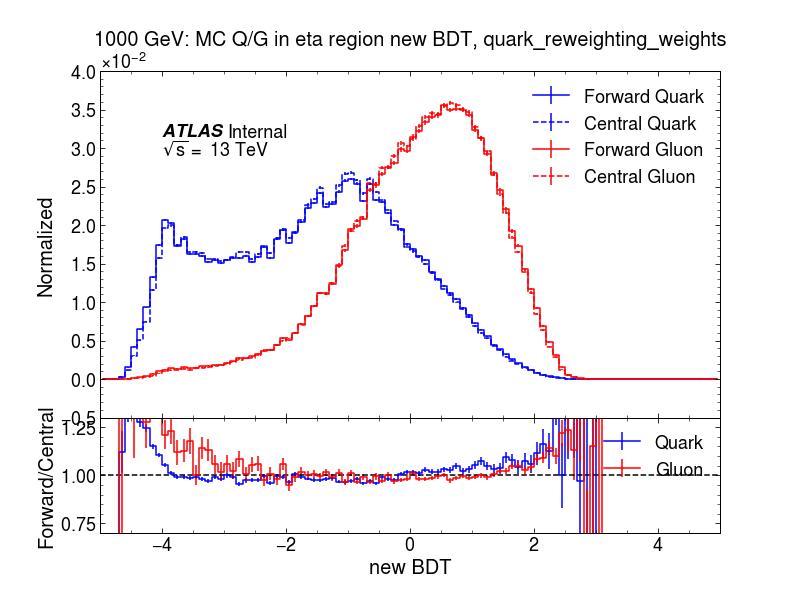 1000 GeV: MC Q/G in eta region new BDT, quark_reweighting_weights
×10⁻²
4.0
3.5
3.0
2.5
2.0
1.5
1.0
0.5
0.0
Normalized
ATLAS Internal
√s = 13 TeV
Forward Quark
Central Quark
Forward Gluon
Central Gluon
0.5
1.25
1.00
0.75
Forward/Central
Quark
Gluon
−4 −2 0 2 4
new BDT